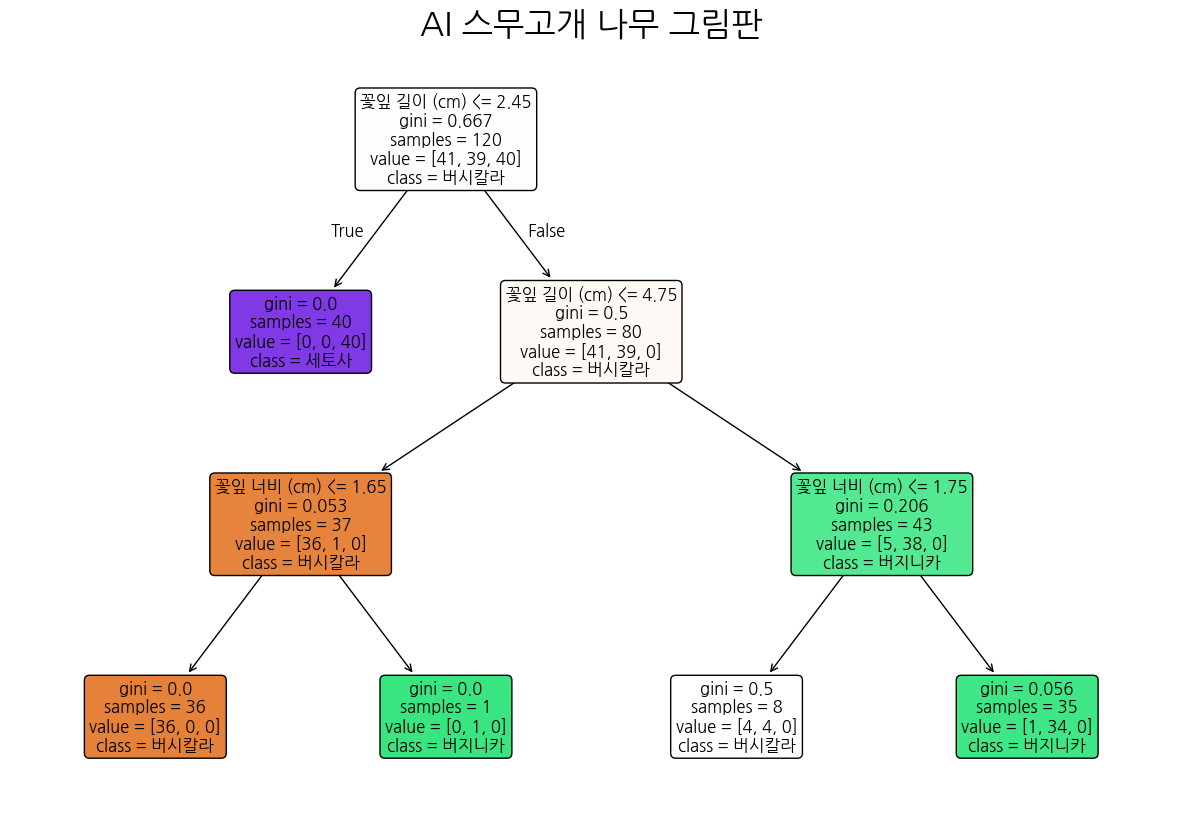 AI 스무고개 나무 그림판
꽃잎 길이 (cm) <= 2.45
gini = 0.667
samples = 120
value = [41, 39, 40]
class = 버시칼라
True
False
gini = 0.0
samples = 40
value = [0, 0, 40]
class = 세토사
꽃잎 길이 (cm) <= 4.75
gini = 0.5
samples = 80
value = [41, 39, 0]
class = 버시칼라
꽃잎 너비 (cm) <= 1.65
gini = 0.053
samples = 37
value = [36, 1, 0]
class = 버시칼라
꽃잎 너비 (cm) <= 1.75
gini = 0.206
samples = 43
value = [5, 38, 0]
class = 버지니카
gini = 0.0
samples = 36
value = [36, 0, 0]
class = 버시칼라
gini = 0.0
samples = 1
value = [0, 1, 0]
class = 버지니카
gini = 0.5
samples = 8
value = [4, 4, 0]
class = 버시칼라
gini = 0.056
samples = 35
value = [1, 34, 0]
class = 버지니카